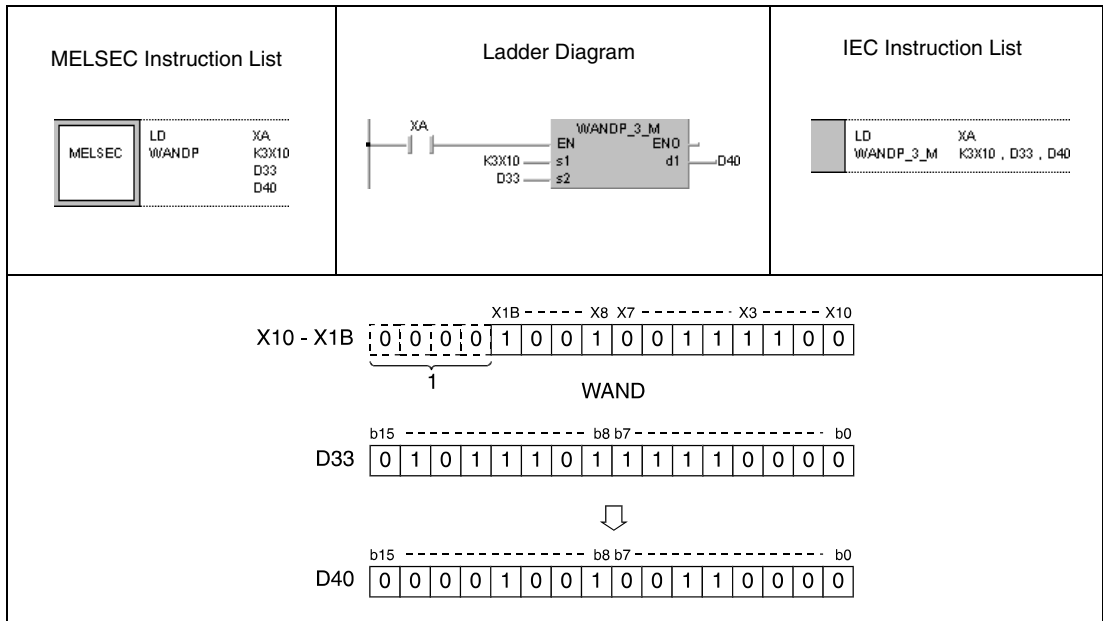 MELSEC Instruction List
MELSEC
LD XA
WANDP K3X10
D33
D40
Ladder Diagram
XA
WANDP_3_M
EN ENO
K3X10 s1 d1 D40
D33 s2
IEC Instruction List
LD XA
WANDP_3_M K3X10 , D33 , D40
X1B X8 X7 X3 X10
X10 - X1B 0 0 0 0 1 0 0 1 0 0 1 1 1 1 0 0
1
WAND
b15 b8 b7 b0
D33 0 1 0 1 1 1 0 1 1 1 1 1 0 0 0 0
b15 b8 b7 b0
D40 0 0 0 0 1 0 0 1 0 0 1 1 0 0 0 0